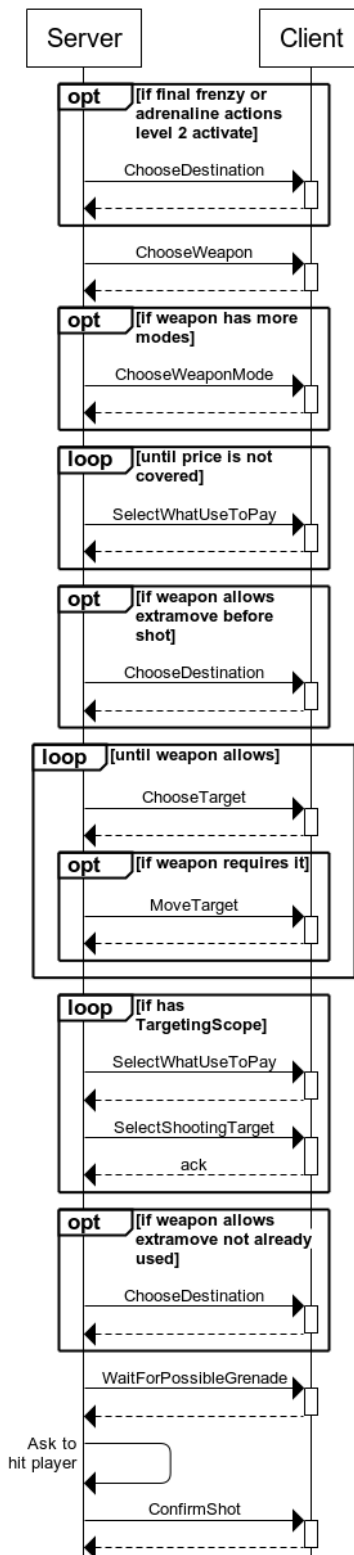 Server
Client
opt
[if final frenzy or
adrenaline actions
level 2 activate]
ChooseDestination
ChooseWeapon
opt
[if weapon has more
modes]
ChooseWeaponMode
loop
[until price is not
covered]
SelectWhatUseToPay
opt
[if weapon allows
extramove before
shot]
ChooseDestination
loop
[until weapon allows]
ChooseTarget
opt
[if weapon requires it]
MoveTarget
loop
[if has
TargetingScope]
SelectWhatUseToPay
SelectShootingTarget
ack
opt
[if weapon allows
extramove not already
used]
ChooseDestination
WaitForPossibleGrenade
Ask to
hit player
ConfirmShot